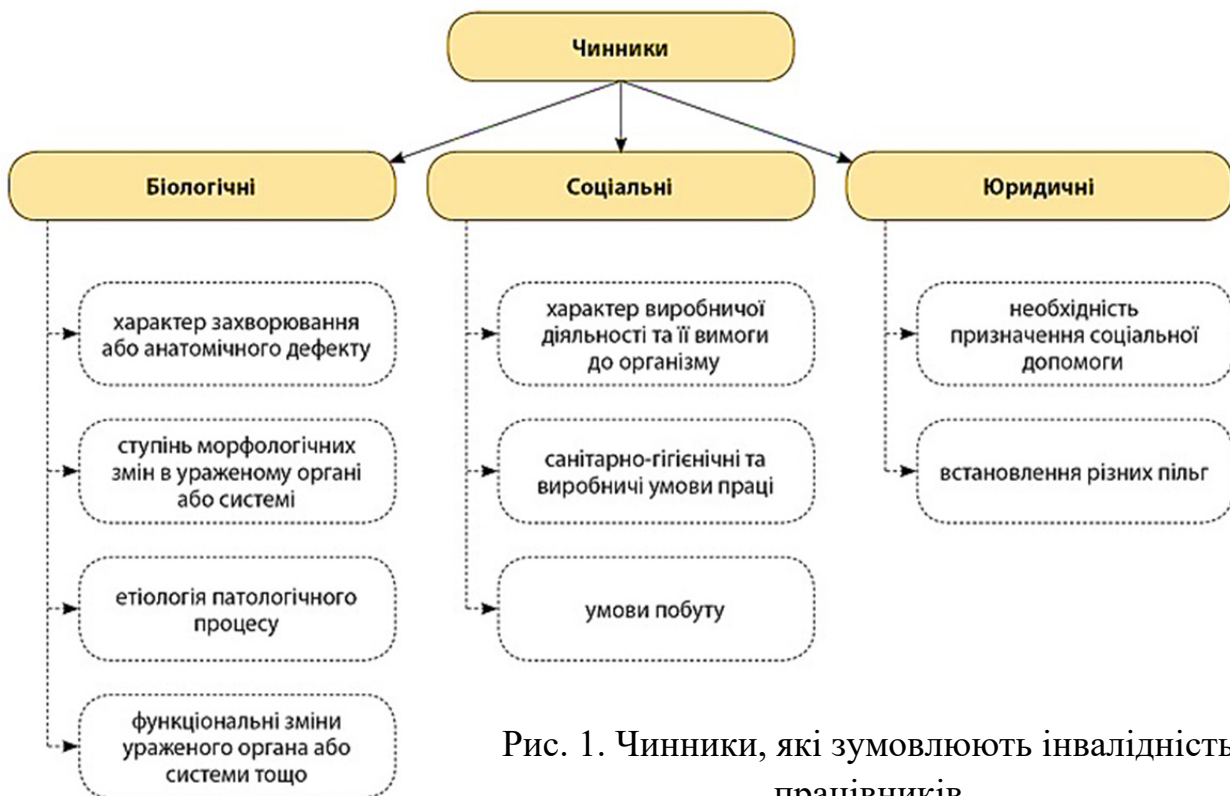 Чинники
Біологічні
Соціальні
Юридичні
характер захворювання
або анатомічного дефекту
ступінь морфологічних
змін в ураженому органі
або системі
етіологія патологічного
процесу
функціональні зміни
ураженого органа або
системи тощо
характер виробничої
діяльності та її вимоги
до організму
санітарно-гігієнічні та
виробничі умови праці
умови побуту
необхідність
призначення соціальної
допомоги
встановлення різних пільг
Рис. 1. Чинники, які зумовлюють інвалідність
працівників